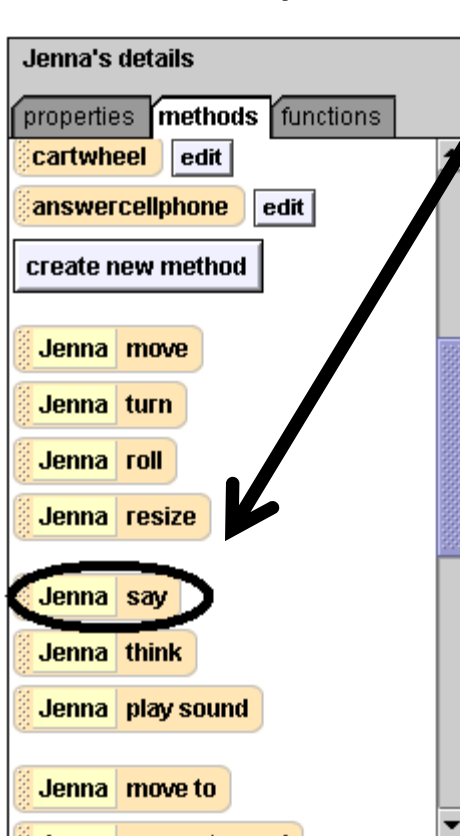 Jenna's details
properties methods functions
cartwheel edit
answercellphone edit
create new method
Jenna move
Jenna turn
Jenna roll
Jenna resize
Jenna say
Jenna think
Jenna play sound
Jenna move to